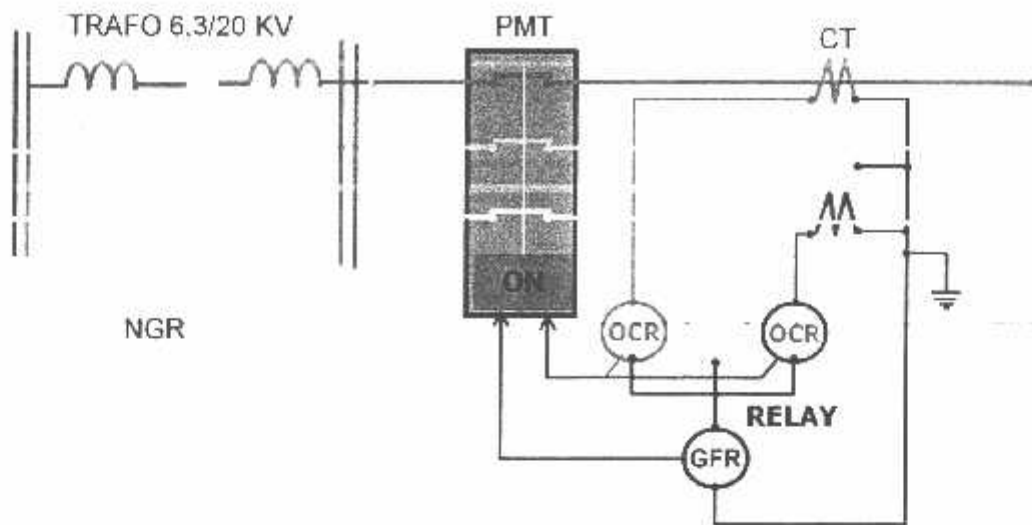 TRAFO 6.3/20 KV
PMT
CT
ON
NGR
OCR
OCR
RELAY
GFR